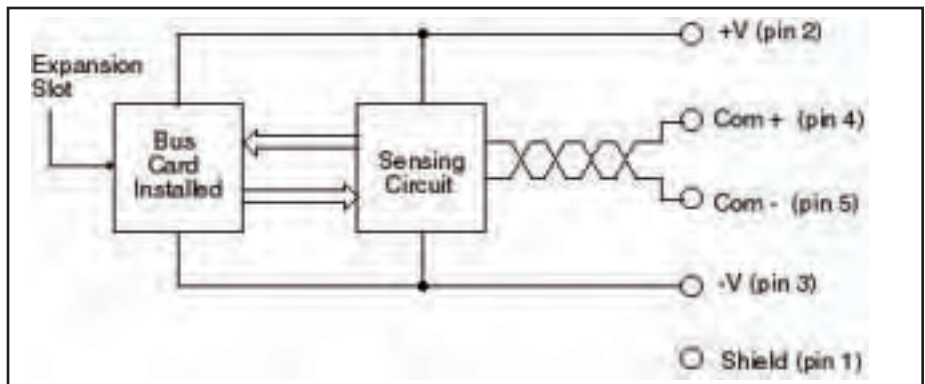 +V (pin 2)
Expansion
Slot
Com + (pin 4)
Bus
Card
Installed
Sensing
Circuit
Com - (pin 5)
-V (pin 3)
Shield (pin 1)